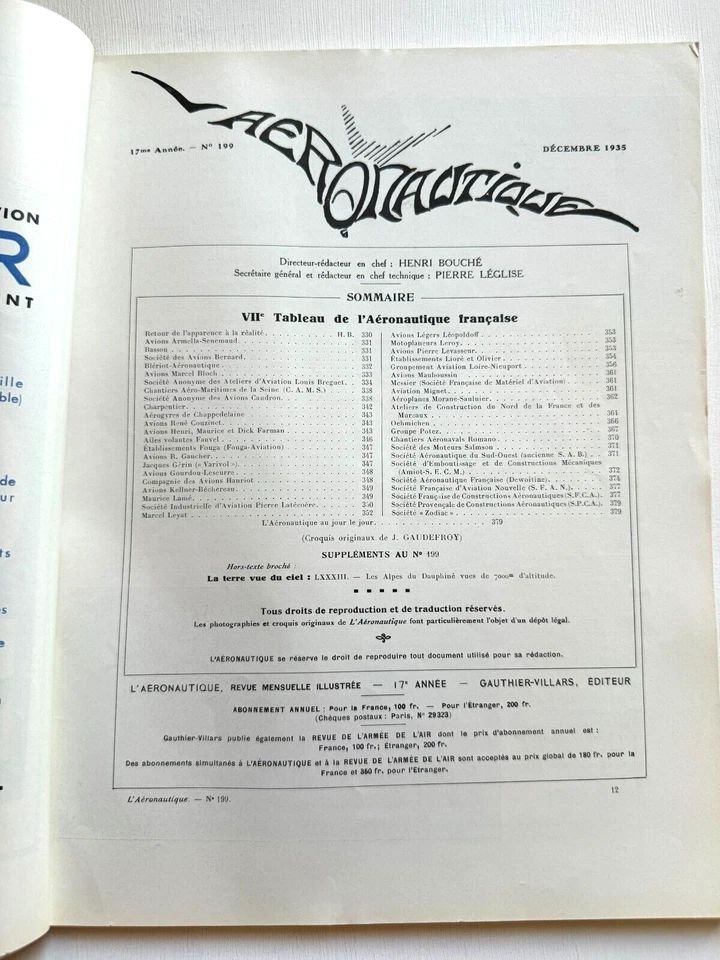 VION
R
NT
ille
ble)
de
ur
ts
es
e
L'AÉRONAUTIQUE
17me Année. — N° 199
DÉCEMBRE 1935
Directeur-rédacteur en chef : HENRI BOUCHÉ
Secrétaire général et rédacteur en chef technique : PIERRE LÉGLISE
SOMMAIRE
VIIe Tableau de l'Aéronautique française
Retour de l'apparence à la réalité. H. B. 330
Avions Armella-Senemaud 331
Basson 331
Société des Avions Bernard 331
Blériot-Aéronautique 332
Avions Marcel Bloch 333
Société Anonyme des Ateliers d'Aviation Louis Breguet 334
Chantiers Aéro-Maritimes de la Seine (C. A. M. S.) 338
Société Anonyme des Avions Caudron 338
Charpentier 342
Aérogyres de Chappedelaine 343
Avions René Couzinet 343
Avions Henri, Maurice et Dick Farman 343
Ailes volantes Fauvel 346
Établissements Fouga (Fouga-Aviation) 347
Avions R. Gaucher 347
Jacques Gérin (« Varivol ») 347
Avions Gourdou-Leseurre 348
Compagnie des Avions Hanriot 348
Avions Kellner-Béchereau 349
Maurice Lamé 349
Société Industrielle d'Aviation Pierre Latécoère 350
Marcel Leyat 352
Avions Légers Léopoldoff 353
Motoplaneurs Leroy 353
Avions Pierre Levasseur 353
Établissements Lioré et Olivier 354
Groupement Aviation Loire-Nieuport 356
Avions Mauboussin 361
Messier (Société Française de Matériel d'Aviation) 361
Aviation Mignet 361
Aéroplanes Morane-Saulnier 362
Ateliers de Construction du Nord de la France et des
Mureaux 364
Oehmichen 366
Groupe Potez 367
Chantiers Aéronavals Romano 370
Société des Moteurs Salmson 371
Société Aéronautique du Sud-Ouest (ancienne S. A. B.) 371
Société d'Emboutissage et de Constructions Mécaniques
(Amiot-S. E. C. M.) 372
Société Aéronautique Française (Dewoitine) 374
Société Française d'Aviation Nouvelle (S. F. A. N.) 377
Société Française de Constructions Aéronautiques (S.F.C.A.) 377
Société Provençale de Constructions Aéronautiques (S.P.C.A.) 379
Société « Zodiac » 379
L'Aéronautique au jour le jour 379
(Croquis originaux de J. GAUDEFROY)
SUPPLÉMENTS AU N° 199
Hors-texte broché :
La terre vue du ciel : LXXXIII. — Les Alpes du Dauphiné vues de 7000m d'altitude.
Tous droits de reproduction et de traduction réservés.
Les photographies et croquis originaux de L'Aéronautique font particulièrement l'objet d'un dépôt légal.
L'AÉRONAUTIQUE se réserve le droit de reproduire tout document utilisé pour sa rédaction.
L'AERONAUTIQUE, REVUE MENSUELLE ILLUSTRÉE — 17e ANNÉE — GAUTHIER-VILLARS, ÉDITEUR
ABONNEMENT ANNUEL : Pour la France, 100 fr. — Pour l'Étranger, 200 fr.
(Chèques postaux : Paris, N° 29323)
Gauthier-Villars publie également la REVUE DE L'ARMÉE DE L'AIR dont le prix d'abonnement annuel est :
France, 100 fr.; Étranger, 200 fr.
Des abonnements simultanés à L'AÉRONAUTIQUE et à la REVUE DE L'ARMÉE DE L'AIR sont acceptés au prix global de 180 fr. pour la
France et 360 fr. pour l'Étranger.
L'Aéronautique. — N° 199.
12